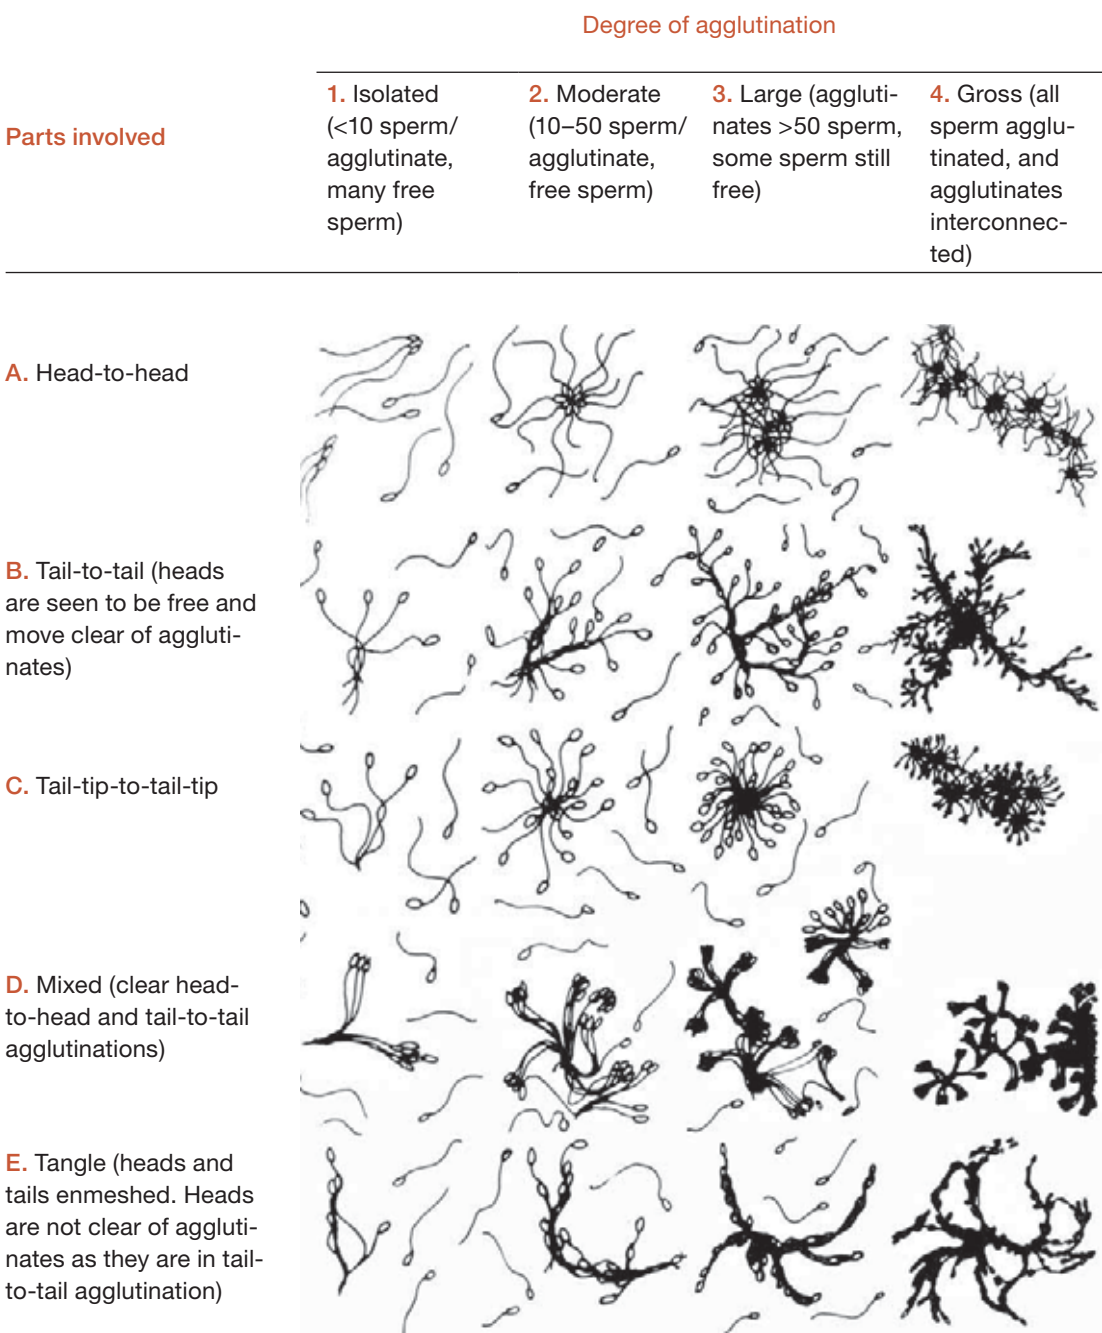 Degree of agglutination
Parts involved
1. Isolated
(<10 sperm/
agglutinate,
many free
sperm)
2. Moderate
(10–50 sperm/
agglutinate,
free sperm)
3. Large (aggluti-
nates >50 sperm,
some sperm still
free)
4. Gross (all
sperm agglu-
tinated, and
agglutinates
interconnec-
ted)
A. Head-to-head
B. Tail-to-tail (heads
are seen to be free and
move clear of aggluti-
nates)
C. Tail-tip-to-tail-tip
D. Mixed (clear head-
to-head and tail-to-tail
agglutinations)
E. Tangle (heads and
tails enmeshed. Heads
are not clear of aggluti-
nates as they are in tail-
to-tail agglutination)